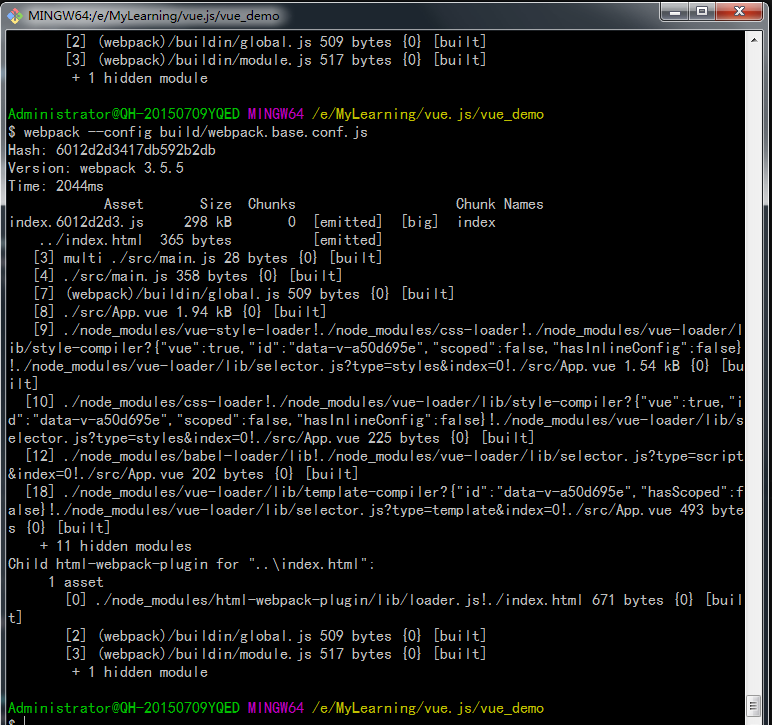 MINGW64:/e/MyLearning/vue.js/vue_demo
[2] (webpack)/buildin/global.js 509 bytes {0} [built]
[3] (webpack)/buildin/module.js 517 bytes {0} [built]
+ 1 hidden module
Administrator@QH-20150709YQED MINGW64 /e/MyLearning/vue.js/vue_demo
$ webpack --config build/webpack.base.conf.js
Hash: 6012d2d3417db592b2db
Version: webpack 3.5.5
Time: 2044ms
Asset Size Chunks Chunk Names
index.6012d2d3.js 298 kB 0 [emitted] [big] index
../index.html 365 bytes [emitted]
[3] multi ./src/main.js 28 bytes {0} [built]
[4] ./src/main.js 358 bytes {0} [built]
[7] (webpack)/buildin/global.js 509 bytes {0} [built]
[8] ./src/App.vue 1.94 kB {0} [built]
[9] ./node_modules/vue-style-loader!./node_modules/css-loader!./node_modules/vue-loader/l
ib/style-compiler?{"vue":true,"id":"data-v-a50d695e","scoped":false,"hasInlineConfig":false}
!./node_modules/vue-loader/lib/selector.js?type=styles&index=0!./src/App.vue 1.54 kB {0} [bu
ilt]
[10] ./node_modules/css-loader!./node_modules/vue-loader/lib/style-compiler?{"vue":true,"i
d":"data-v-a50d695e","scoped":false,"hasInlineConfig":false}!./node_modules/vue-loader/lib/s
elector.js?type=styles&index=0!./src/App.vue 225 bytes {0} [built]
[12] ./node_modules/babel-loader/lib!./node_modules/vue-loader/lib/selector.js?type=script
&index=0!./src/App.vue 202 bytes {0} [built]
[18] ./node_modules/vue-loader/lib/template-compiler?{"id":"data-v-a50d695e","hasScoped":f
alse}!./node_modules/vue-loader/lib/selector.js?type=template&index=0!./src/App.vue 493 byte
s {0} [built]
+ 11 hidden modules
Child html-webpack-plugin for "..\index.html":
1 asset
[0] ./node_modules/html-webpack-plugin/lib/loader.js!./index.html 671 bytes {0} [buil
t]
[2] (webpack)/buildin/global.js 509 bytes {0} [built]
[3] (webpack)/buildin/module.js 517 bytes {0} [built]
+ 1 hidden module
Administrator@QH-20150709YQED MINGW64 /e/MyLearning/vue.js/vue_demo
$